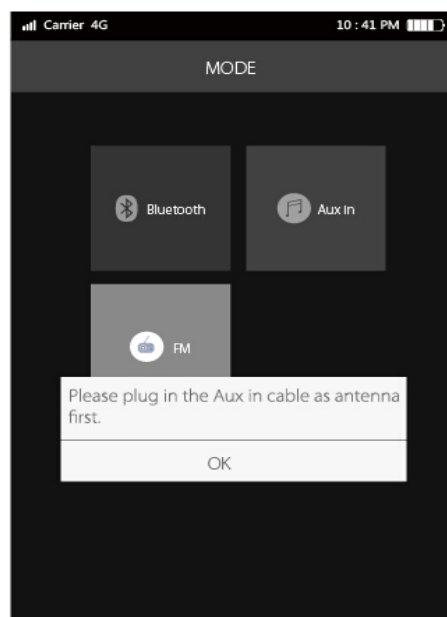 Carrier 4G 10:41 PM
MODE
Bluetooth Aux in
FM
Please plug in the Aux in cable as antenna
first.
OK